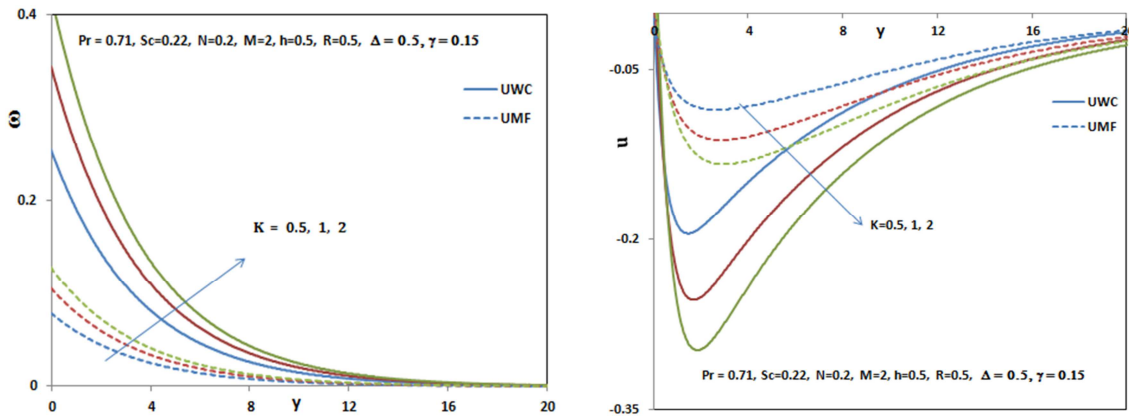 0.4
Pr = 0.71, Sc=0.22, N=0.2, M=2, h=0.5, R=0.5, Δ = 0.5, γ = 0.15
UWC
UMF
ω
0.2
K = 0.5, 1, 2
0
0 4 8 12 16 20
y
0 4 8 12 16 20
y
-0.05
UWC
UMF
u
K=0.5, 1, 2
-0.2
Pr = 0.71, Sc=0.22, N=0.2, M=2, h=0.5, R=0.5, Δ = 0.5, γ = 0.15
-0.35